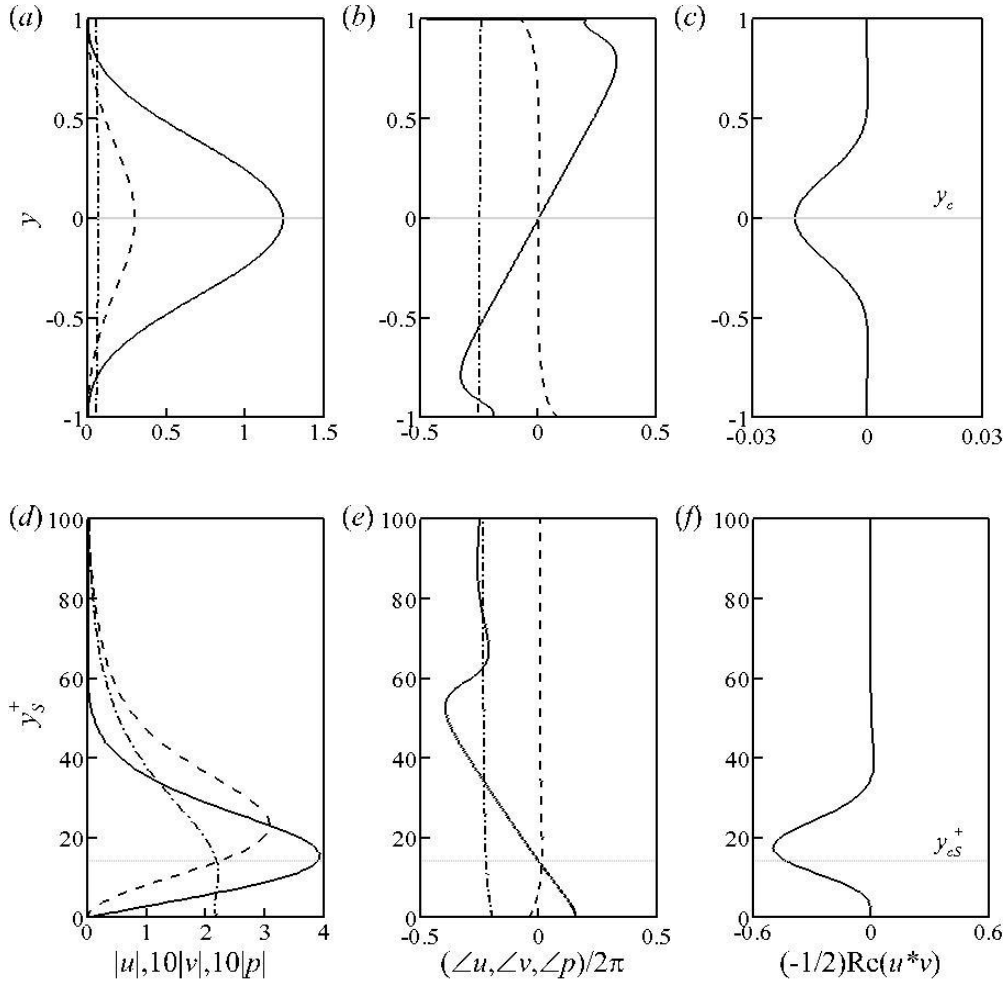 (a) (b) (c)
1 1 1
0.5 0.5 0.5
y 0 0 0 y_c
-0.5 -0.5 -0.5
-1 -1 -1
0 0.5 1 1.5 -0.5 0 0.5 -0.03 0 0.03
(d) (e) (f)
100 100 100
80 80 80
60 60 60
y_S^+
40 40 40
20 20 20 y_{cS}^+
0 0 0
0 1 2 3 4 -0.5 0 0.5 -0.6 0 0.6
|u|,10|v|,10|p| (∠u,∠v,∠p)/2π (-1/2)Re(u*v)